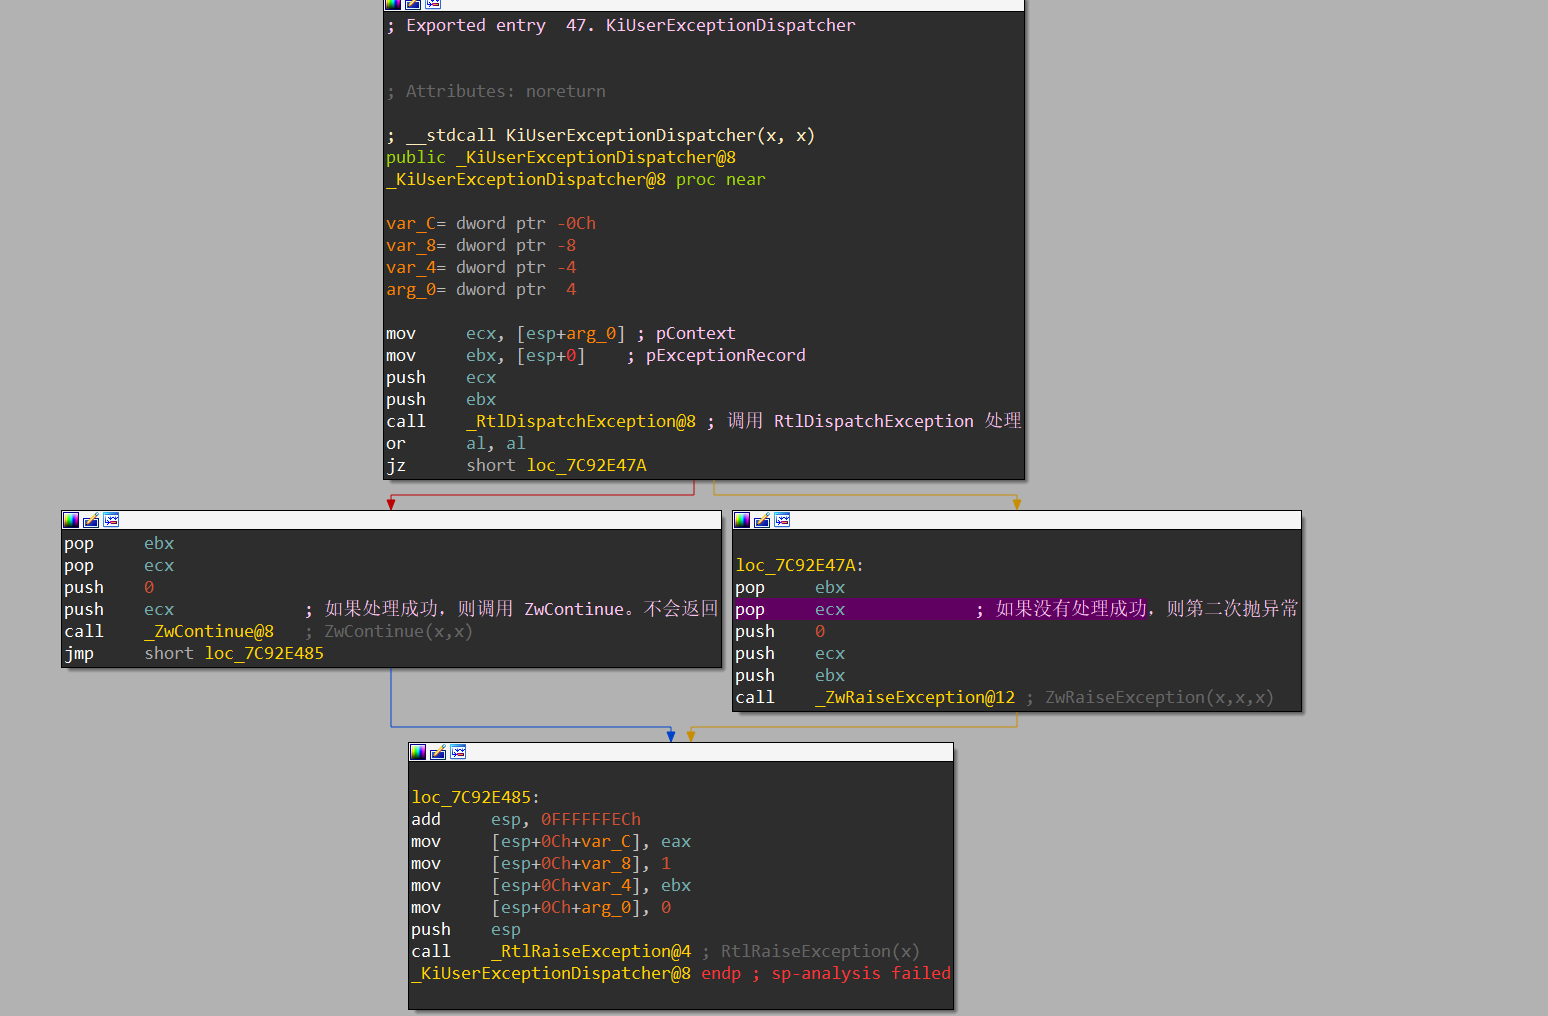 ; Exported entry  47. KiUserExceptionDispatcher
; Attributes: noreturn
; __stdcall KiUserExceptionDispatcher(x, x)
public _KiUserExceptionDispatcher@8
_KiUserExceptionDispatcher@8 proc near
var_C= dword ptr -0Ch
var_8= dword ptr -8
var_4= dword ptr -4
arg_0= dword ptr  4
mov     ecx, [esp+arg_0] ; pContext
mov     ebx, [esp+0]    ; pExceptionRecord
push    ecx
push    ebx
call    _RtlDispatchException@8 ; 调用 RtlDispatchException 处理
or      al, al
jz      short loc_7C92E47A
pop     ebx
pop     ecx
push    0
push    ecx             ; 如果处理成功，则调用 ZwContinue。不会返回
call    _ZwContinue@8   ; ZwContinue(x,x)
jmp     short loc_7C92E485
loc_7C92E47A:
pop     ebx
pop     ecx             ; 如果没有处理成功，则第二次抛异常
push    0
push    ecx
push    ebx
call    _ZwRaiseException@12 ; ZwRaiseException(x,x,x)
loc_7C92E485:
add     esp, 0FFFFFFECh
mov     [esp+0Ch+var_C], eax
mov     [esp+0Ch+var_8], 1
mov     [esp+0Ch+var_4], ebx
mov     [esp+0Ch+arg_0], 0
push    esp
call    _RtlRaiseException@4 ; RtlRaiseException(x)
_KiUserExceptionDispatcher@8 endp ; sp-analysis failed